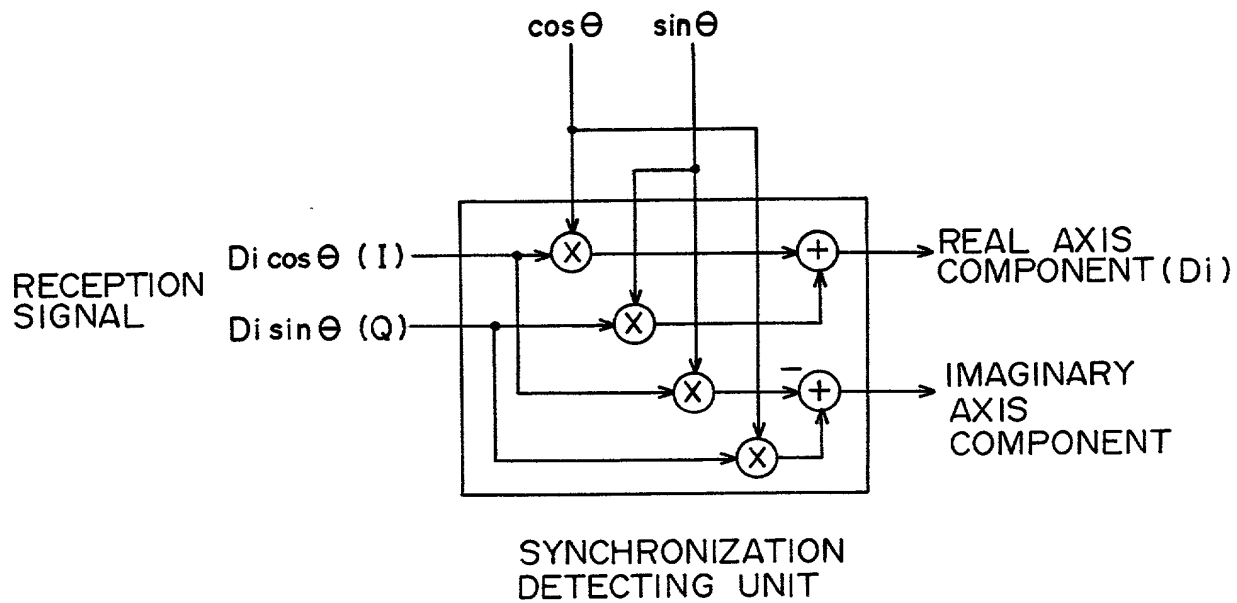 cosθ sinθ
Di cosθ (I)
RECEPTION
SIGNAL
Di sinθ (Q)
REAL AXIS
COMPONENT (Di)
−
IMAGINARY
AXIS
COMPONENT
X
X
X
X
+
+
SYNCHRONIZATION
DETECTING UNIT